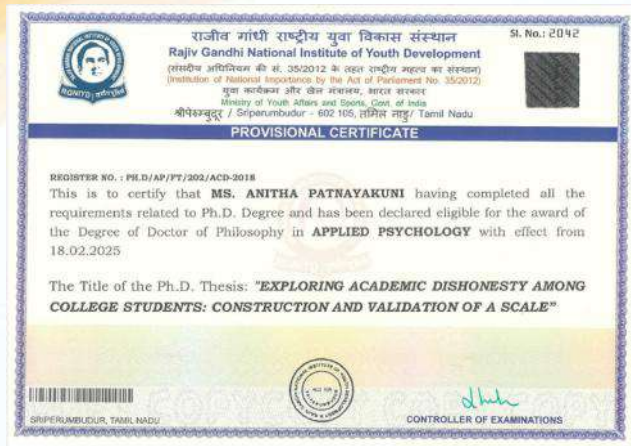 राजीव गांधी राष्ट्रीय युवा विकास संस्थान
Sl. No.: 2042
Rajiv Gandhi National Institute of Youth Development
(संसदीय अधिनियम की सं. 35/2012 के तहत राष्ट्रीय महत्व का संस्थान)
(Institution of National Importance by the Act of Parliament No. 35/2012)
युवा कार्यक्रम और खेल मंत्रालय, भारत सरकार
Ministry of Youth Affairs and Sports, Govt. of India
श्रीपेरुम्बुदूर / Sriperumbudur - 602 105, तमिल नाडु/ Tamil Nadu
PROVISIONAL CERTIFICATE
REGISTER NO. : PH.D/AP/FT/202/ACD-2018
This is to certify that MS. ANITHA PATNAYAKUNI having completed all the
requirements related to Ph.D. Degree and has been declared eligible for the award of
the Degree of Doctor of Philosophy in APPLIED PSYCHOLOGY with effect from
18.02.2025
The Title of the Ph.D. Thesis: "EXPLORING ACADEMIC DISHONESTY AMONG
COLLEGE STUDENTS: CONSTRUCTION AND VALIDATION OF A SCALE"
SRIPERUMBUDUR, TAMIL NADU
CONTROLLER OF EXAMINATIONS